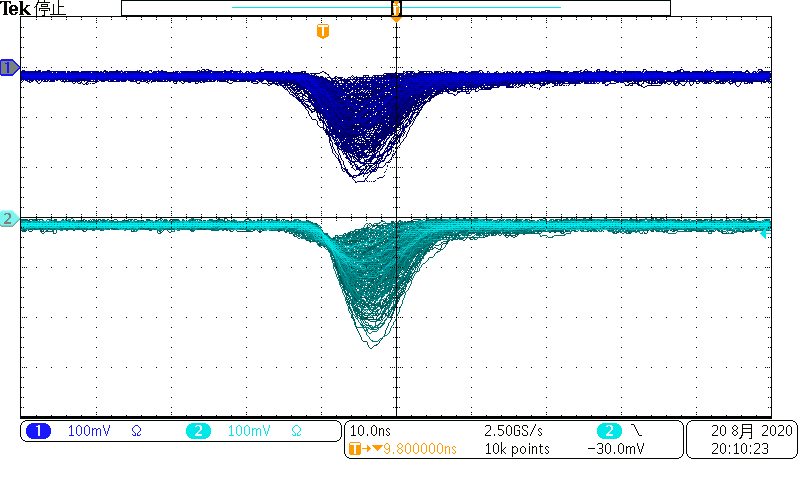 Tek 停止
T
1
2
1 100mV Ω 2 100mV Ω
10.0ns 2.50GS/s 2
T→▼9.800000ns 10k points −30.0mV
20 8月 2020
20:10:23